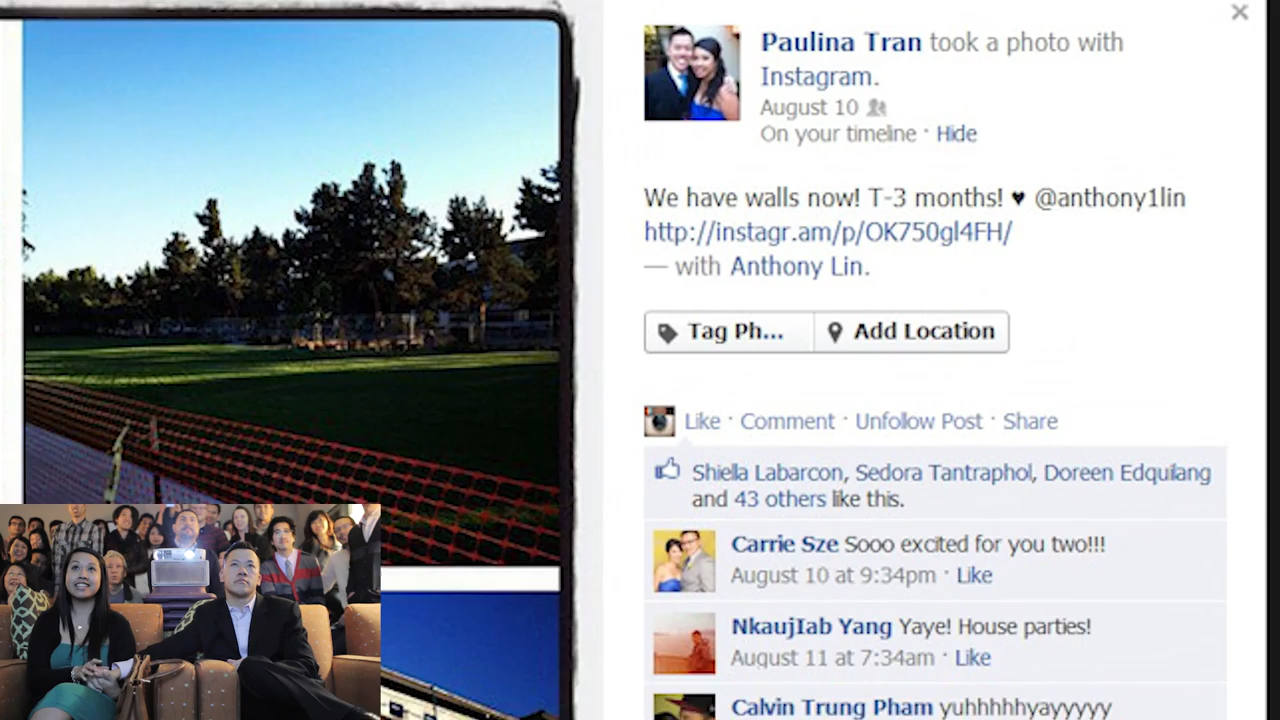 Paulina Tran took a photo with
Instagram.
August 10
On your timeline · Hide
We have walls now! T-3 months! ♥ @anthony1lin
http://instagr.am/p/OK750gl4FH/
— with Anthony Lin.
Tag Ph...
Add Location
Like · Comment · Unfollow Post · Share
Shiella Labarcon, Sedora Tantraphol, Doreen Edquilang
and 43 others like this.
Carrie Sze Sooo excited for you two!!!
August 10 at 9:34pm · Like
NkaujIab Yang Yaye! House parties!
August 11 at 7:34am · Like
Calvin Trung Pham yuhhhhhyayyyyy